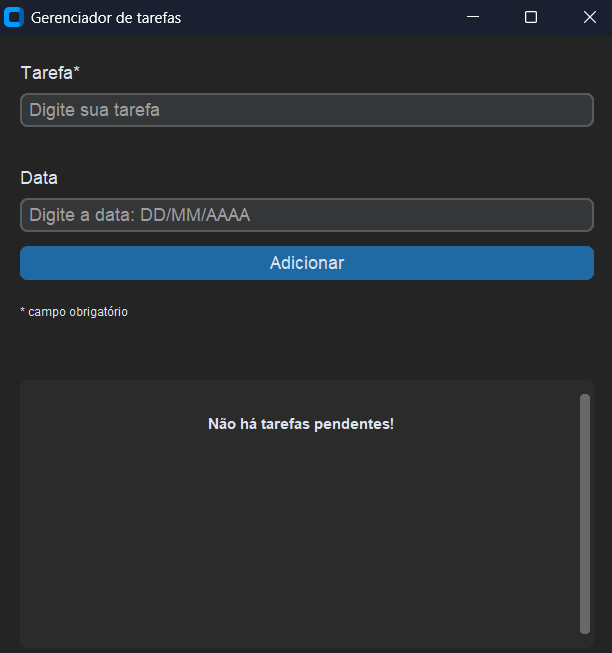 Gerenciador de tarefas
Tarefa*
Digite sua tarefa
Data
Digite a data: DD/MM/AAAA
Adicionar
* campo obrigatório
Não há tarefas pendentes!